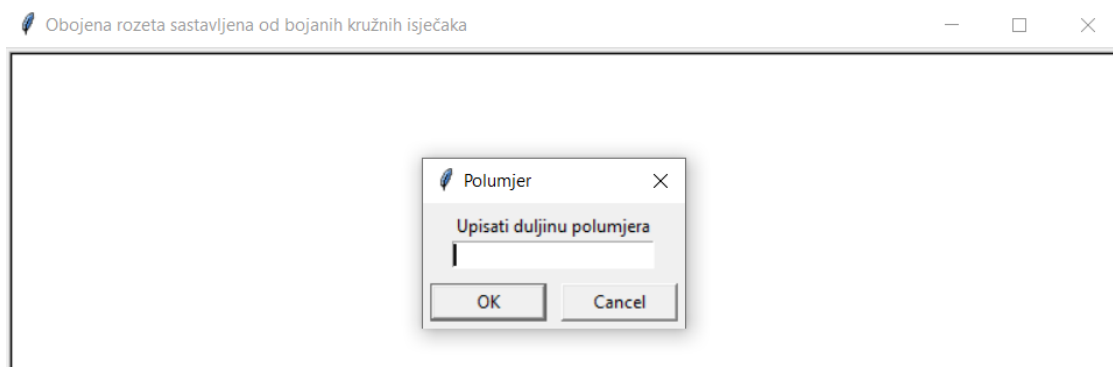 Obojena rozeta sastavljena od bojanih kružnih isječaka
Polumjer
Upisati duljinu polumjera
OK Cancel